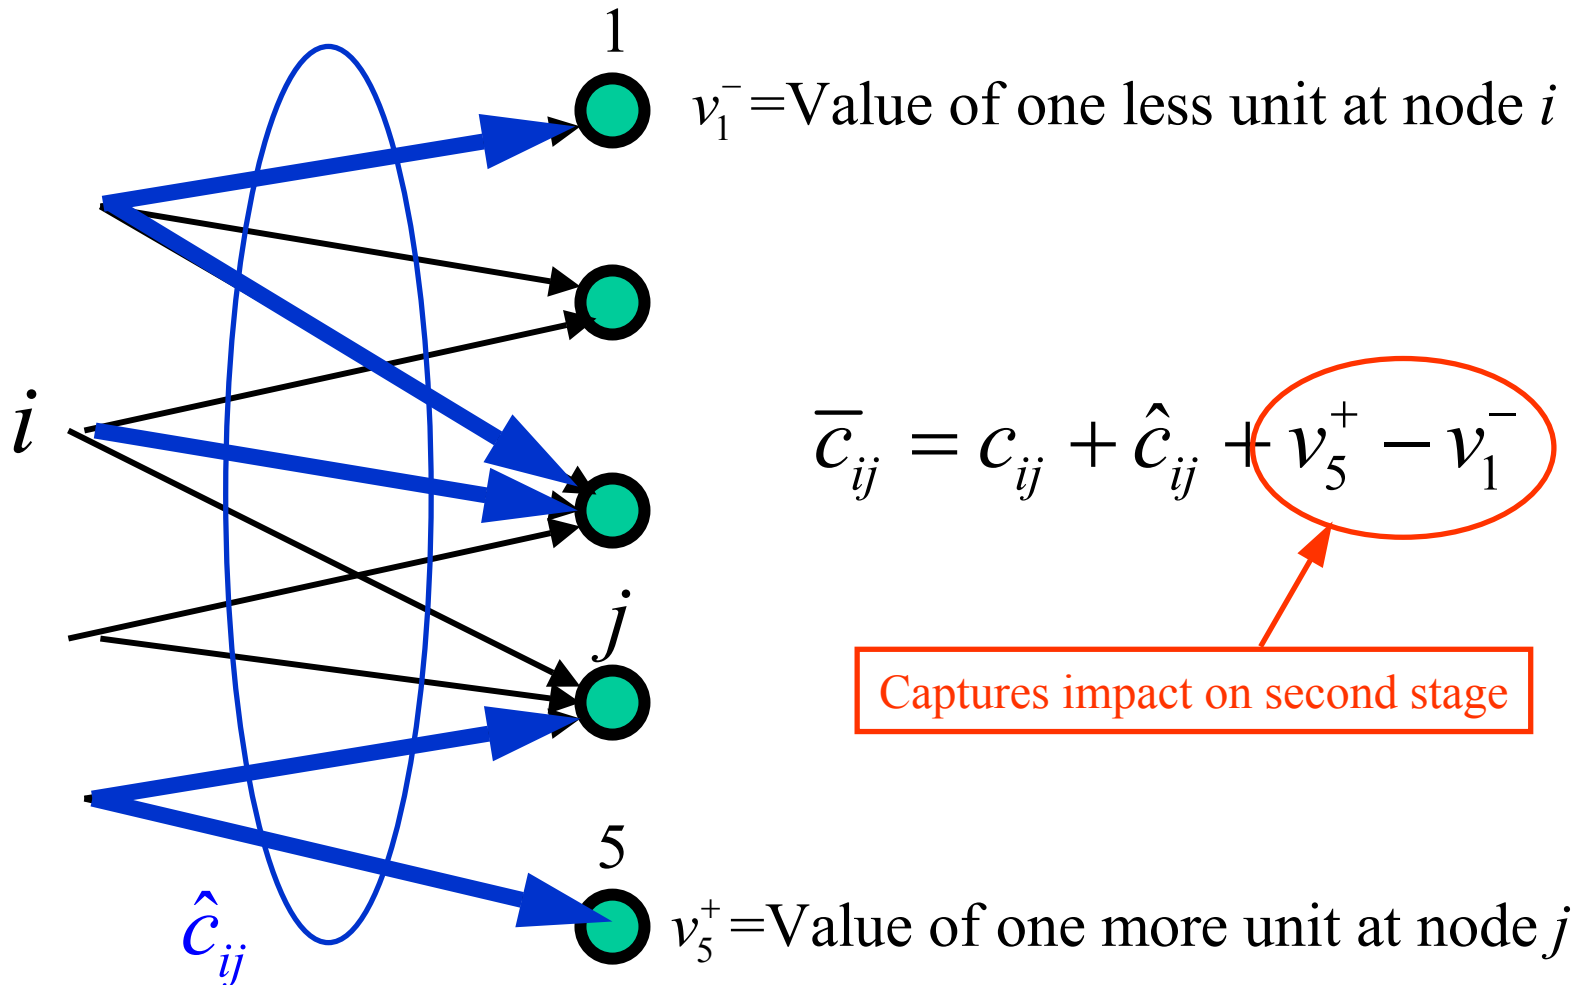 1
v₁⁻=Value of one less unit at node i
i
c̅ᵢⱼ = cᵢⱼ + ĉᵢⱼ + v₅⁺ − v₁⁻
j
Captures impact on second stage
5
ĉᵢⱼ
v₅⁺=Value of one more unit at node j